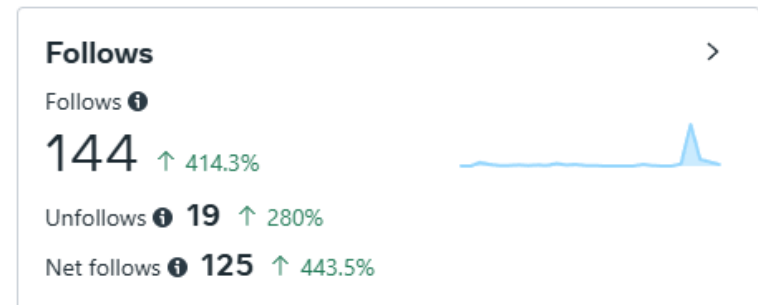 Follows
Follows
144 ↑ 414.3%
Unfollows 19 ↑ 280%
Net follows 125 ↑ 443.5%